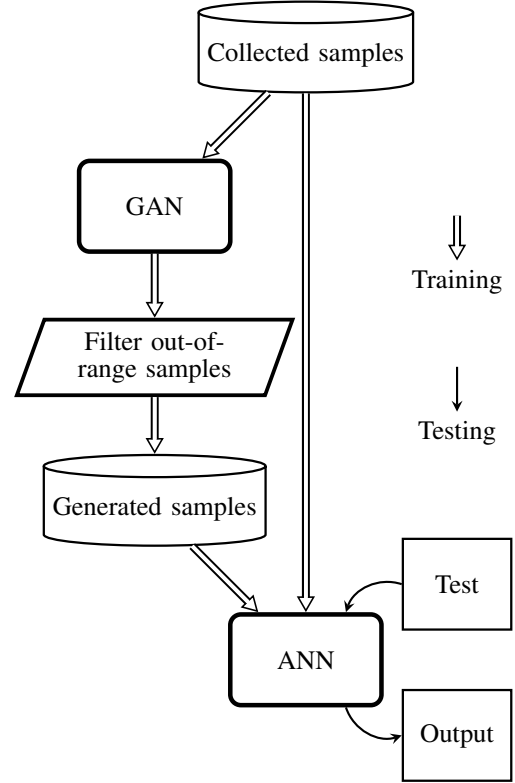 Collected samples
GAN
Training
Filter out-of-
range samples
Testing
Generated samples
Test
ANN
Output